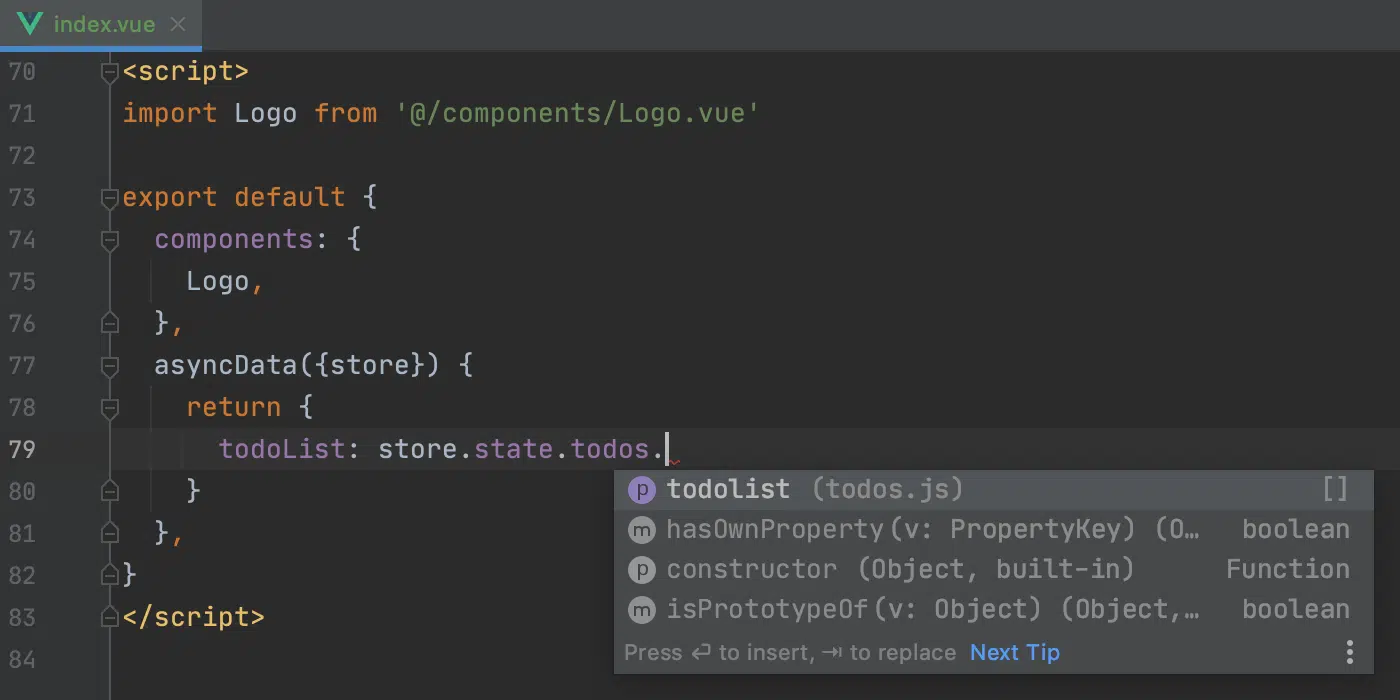 index.vue
70 <script>
71 import Logo from '@/components/Logo.vue'
72
73 export default {
74   components: {
75     Logo,
76   },
77   asyncData({store}) {
78     return {
79       todoList: store.state.todos.
80     }
81   },
82 }
83 </script>
84
p todolist (todos.js) []
m hasOwnProperty(v: PropertyKey) (O… boolean
p constructor (Object, built-in) Function
m isPrototypeOf(v: Object) (Object,… boolean
Press ↵ to insert, ⇥ to replace Next Tip